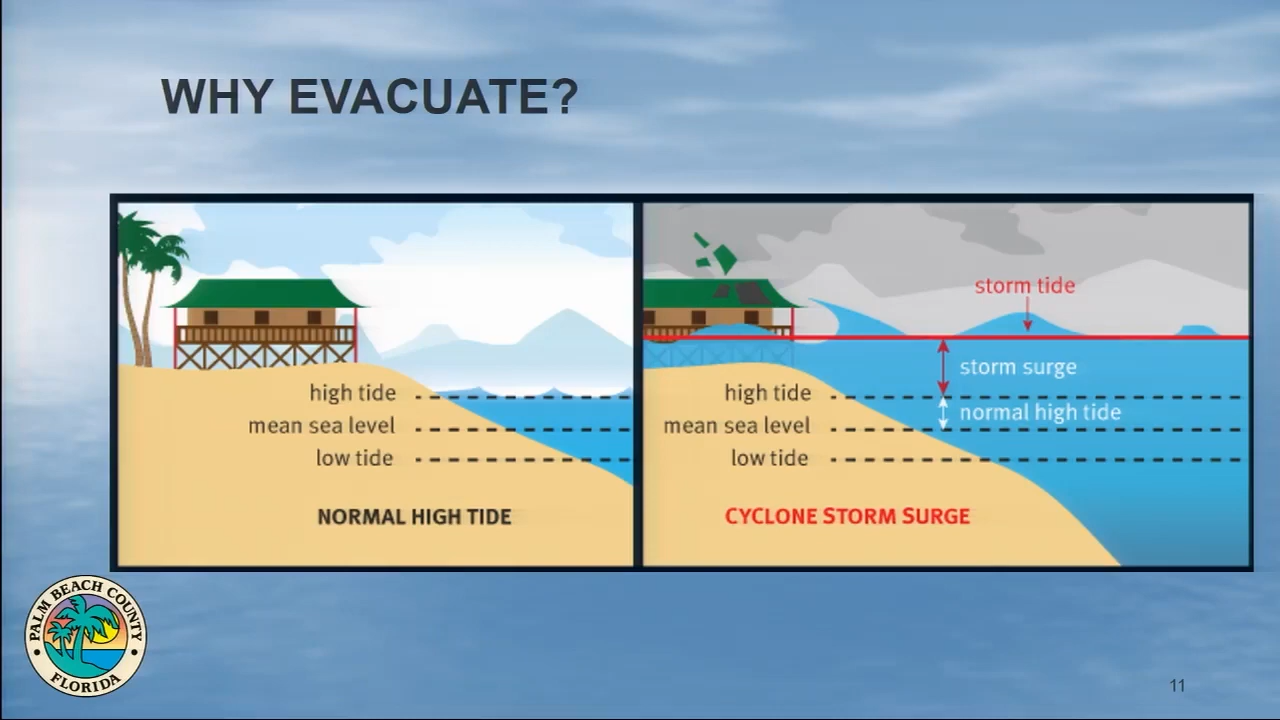 WHY EVACUATE?
high tide
mean sea level
low tide
NORMAL HIGH TIDE
storm tide
storm surge
high tide
normal high tide
mean sea level
low tide
CYCLONE STORM SURGE
PALM BEACH COUNTY
FLORIDA
11